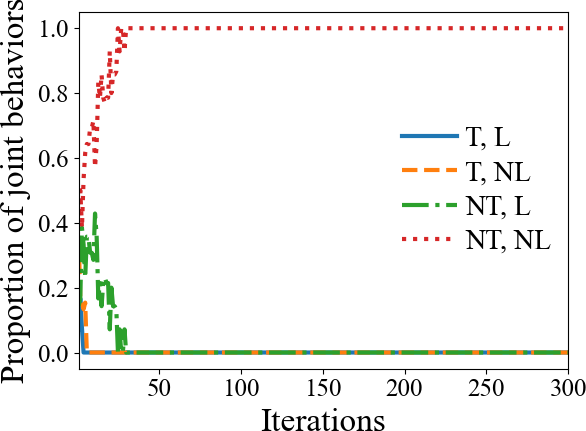 Proportion of joint behaviors
1.0
0.8
0.6
0.4
0.2
0.0
T, L
T, NL
NT, L
NT, NL
50 100 150 200 250 300
Iterations